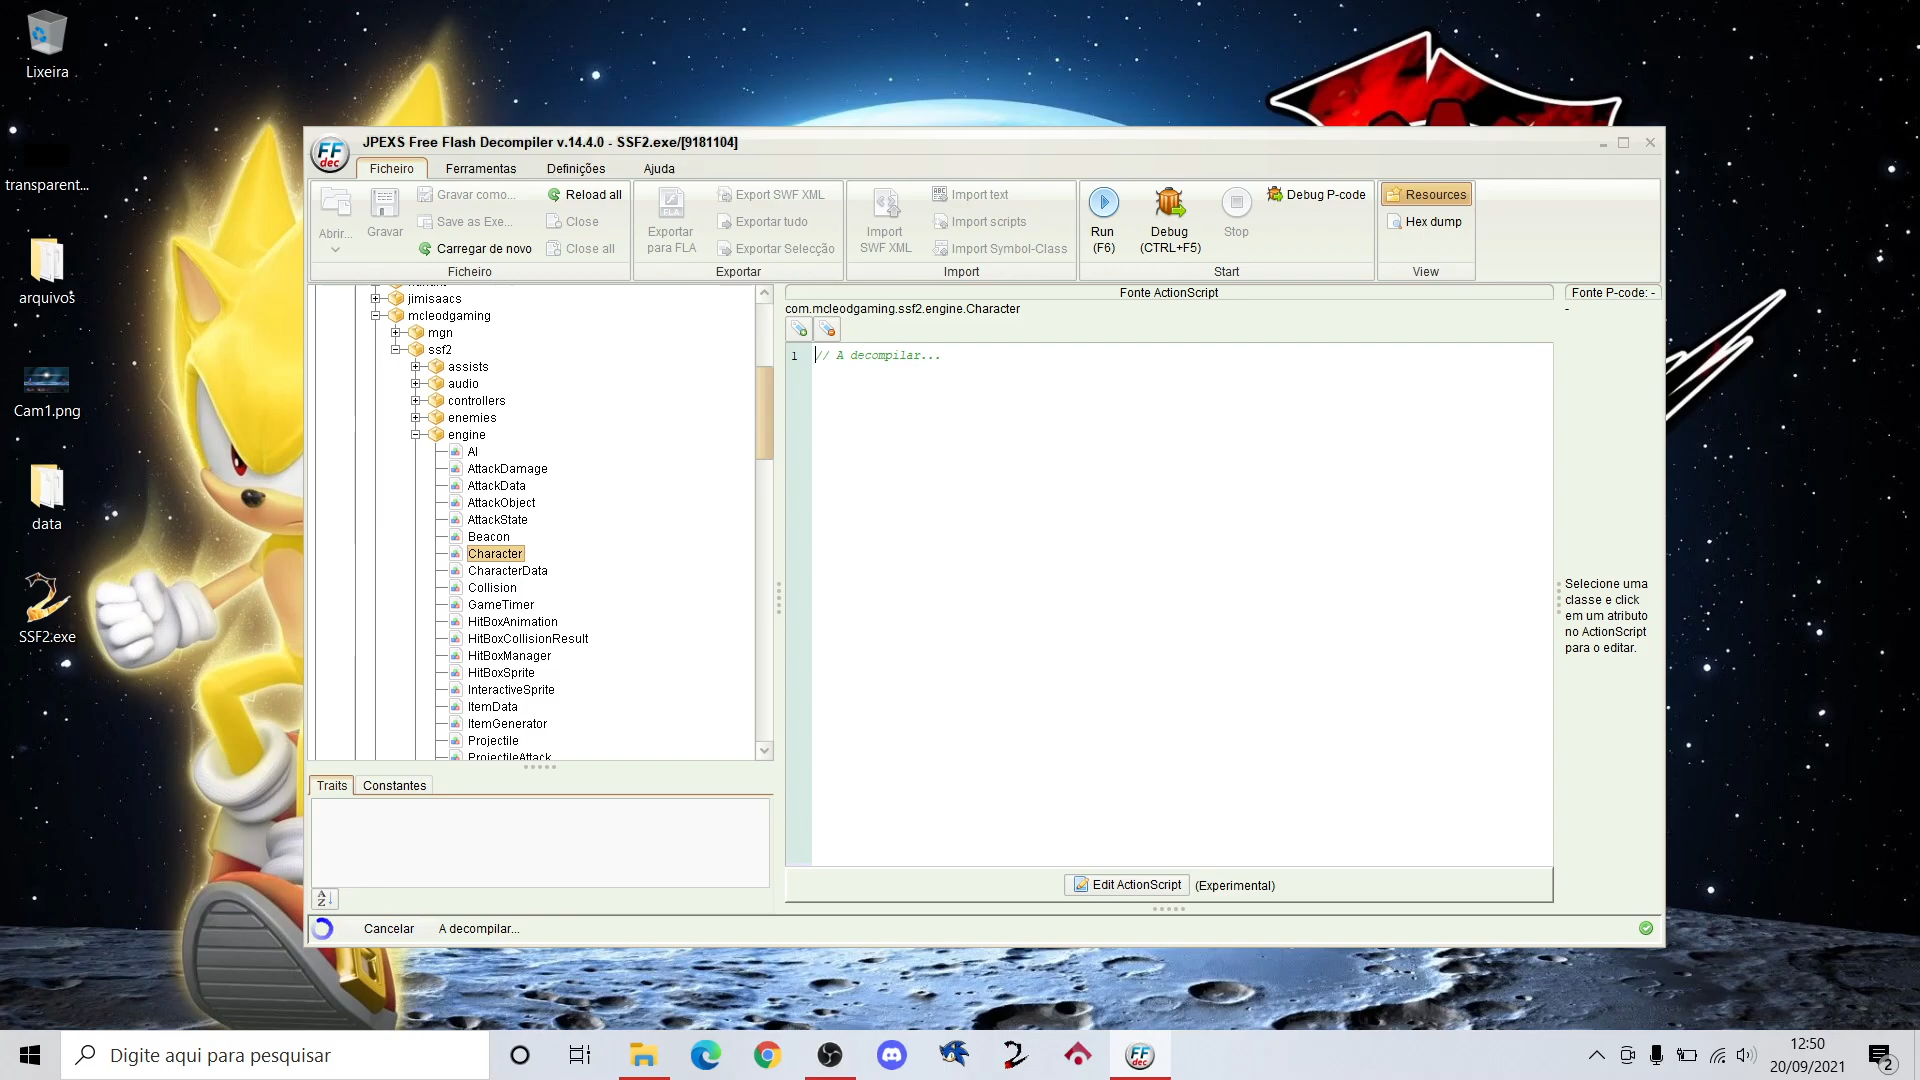 Lixeira
transparent...
arquivos
Cam1.png
data
SSF2.exe
FF
dec
JPEXS Free Flash Decompiler v.14.4.0 - SSF2.exe/[9181104]
Ficheiro
Ferramentas
Definições
Ajuda
Abrir...
Gravar
Gravar como...
Save as Exe...
Carregar de novo
Reload all
Close
Close all
Ficheiro
FLA
Exportar
para FLA
Export SWF XML
Exportar tudo
Exportar Selecção
Exportar
Import
SWF XML
Import text
Import scripts
Import Symbol-Class
Import
Run
(F6)
Debug
(CTRL+F5)
Stop
Debug P-code
Start
Resources
Hex dump
View
jimisaacs
mcleodgaming
mgn
ssf2
assists
audio
controllers
enemies
engine
AI
AttackDamage
AttackData
AttackObject
AttackState
Beacon
Character
CharacterData
Collision
GameTimer
HitBoxAnimation
HitBoxCollisionResult
HitBoxManager
HitBoxSprite
InteractiveSprite
ItemData
ItemGenerator
Projectile
ProjectileAttack
Traits
Constantes
Fonte ActionScript
com.mcleodgaming.ssf2.engine.Character
1
// A decompilar...
Edit ActionScript
(Experimental)
Fonte P-code: -
-
Selecione uma
classe e click
em um atributo
no ActionScript
para o editar.
Cancelar
A decompilar...
Digite aqui para pesquisar
FF
dec
12:50
20/09/2021
2